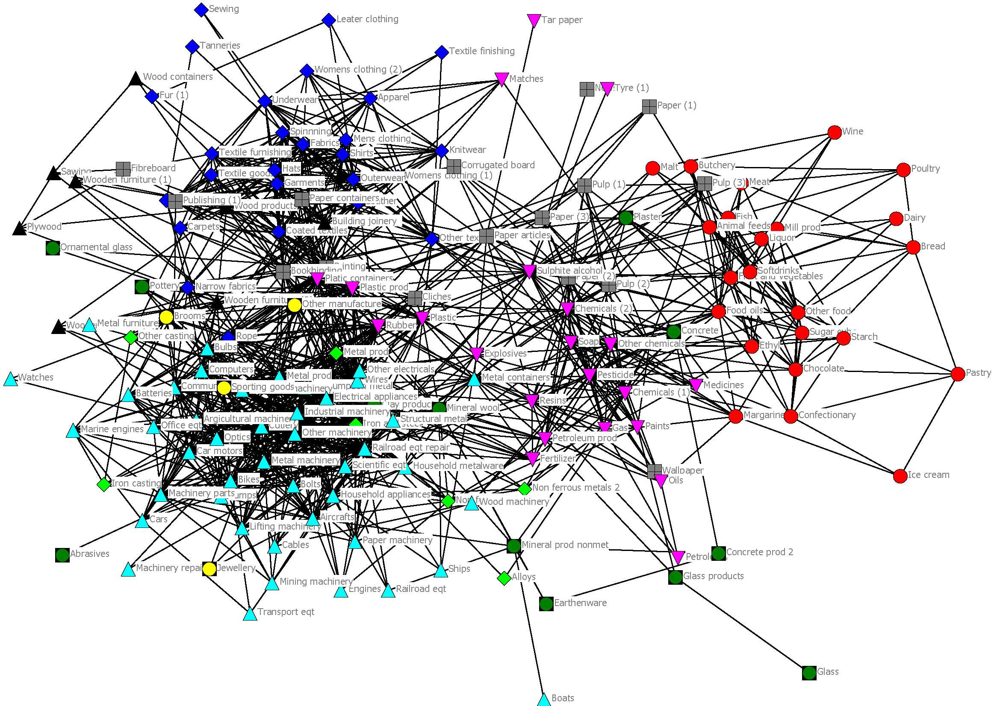 Sewing
Leater clothing
Tar paper
Tanneries
Textile finishing
Womens clothing (2)
Wood containers
Matches
Fur (1)
Underwear
Apparel
Tyre (1)
Paper (1)
Spinnning
Wine
Fabrics
Mens clothing
Textile furnishing
Shirts
Knitwear
Corrugated board
Malt
Butchery
Poultry
Sawing
Fibreboard
Hats
Wooden furniture (1)
Textile good
Garments
Outerwear
Womens clothing (1)
Pulp (1)
Pulp (3)
Meat
Publishing (1)
Wood products
Paper containers
Paper (3)
Plaster
Fish
Dairy
Plywood
Carpets
Coated textiles
Building joinery
Other tex
Paper articles
Animal feeds
Mill prod
Liquor
Ornamental glass
Bread
Bookbinding
Platic containers
Sulphite alcohol
Softdrinks
Pottery
Narrow fabrics
Plastic prod
Paper (2)
Pulp (2)
Fruit and vegetables
Wooden furniture
Other manufacture
Cliches
Brooms
Plastic
Chemicals (2)
Food oils
Other food
Metal furniture
Rubber
Other casting
Rope
Concrete
Sugar
Starch
Bulbs
Metal prod
Explosives
Soap
Other chemicals
Ethyl
Watches
Computers
Metal prod
Other electricals
Wires
Metal containers
Pesticide
Chocolate
Pastry
Batteries
Sporting goods
machinery
metal
Electrical appliances
Resins
Chemicals (1)
Medicines
Industrial machinery
Mineral wool
Marine engines
Office eqt
Argicultural machinery
Cutlery
Structural metal
Gas
Paints
Margarine
Confectionary
Optics
Other machinery
Petroleum prod
Car motors
Metal machinery
Railroad eqt repair
Scientific eqt
Household metalware
Fertilizer
Wallpaper
Oils
Ice cream
Iron casting
Bikes
Bolts
Machinery parts
Household appliances
Non ferrous metals 2
Wood machinery
Cars
Lifting machinery
Aircrafts
Abrasives
Cables
Paper machinery
Mineral prod nonmet
Concrete prod 2
Machinery repai
Jewellery
Mining machinery
Engines
Railroad eqt
Ships
Alloys
Glass products
Earthenware
Transport eqt
Glass
Boats